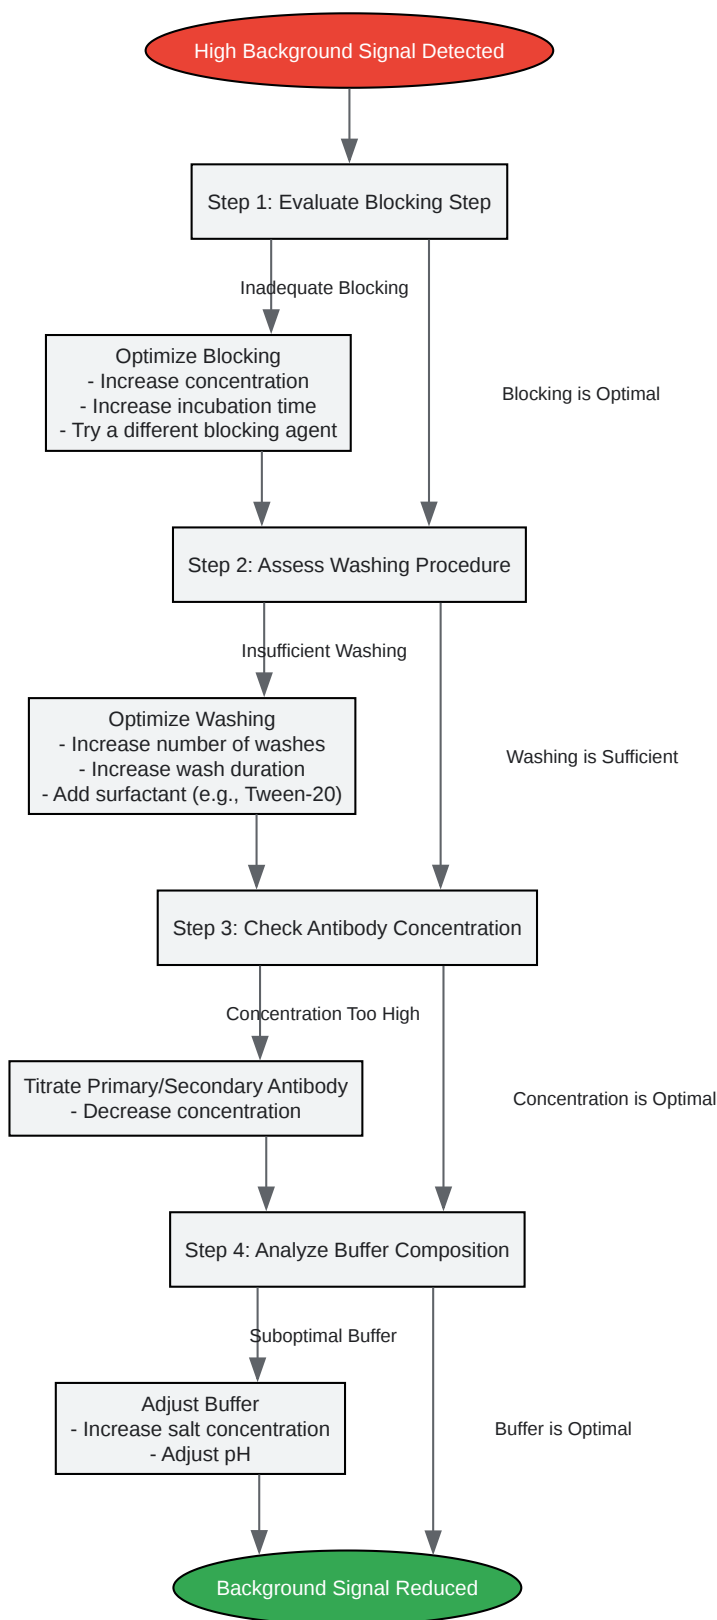 High Background Signal Detected
Step 1: Evaluate Blocking Step
Inadequate Blocking
Optimize Blocking
- Increase concentration
- Increase incubation time
- Try a different blocking agent
Blocking is Optimal
Step 2: Assess Washing Procedure
Insufficient Washing
Optimize Washing
- Increase number of washes
- Increase wash duration
- Add surfactant (e.g., Tween-20)
Washing is Sufficient
Step 3: Check Antibody Concentration
Concentration Too High
Titrate Primary/Secondary Antibody
- Decrease concentration
Concentration is Optimal
Step 4: Analyze Buffer Composition
Suboptimal Buffer
Adjust Buffer
- Increase salt concentration
- Adjust pH
Buffer is Optimal
Background Signal Reduced